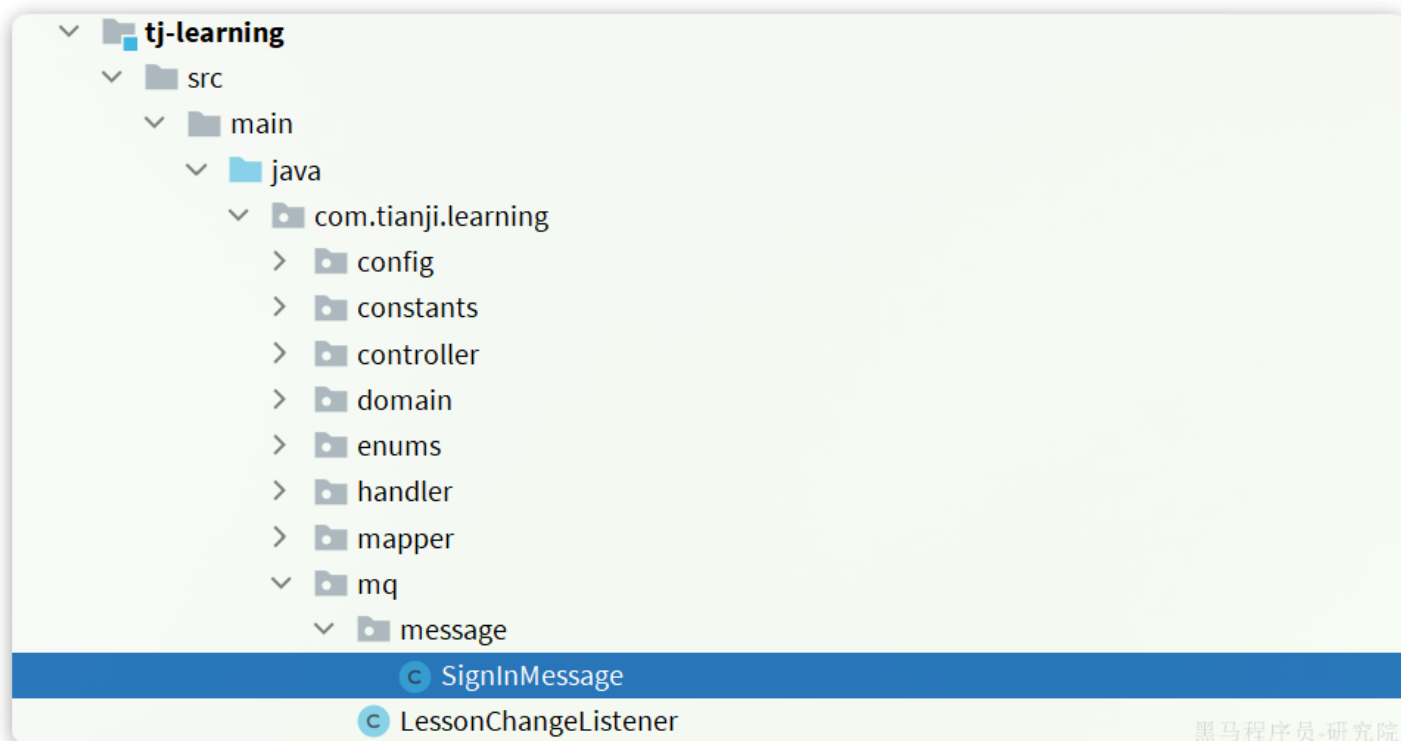 tj-learning
src
main
java
com.tianji.learning
config
constants
controller
domain
enums
handler
mapper
mq
message
C SignInMessage
C LessonChangeListener
黑马程序员-研究院